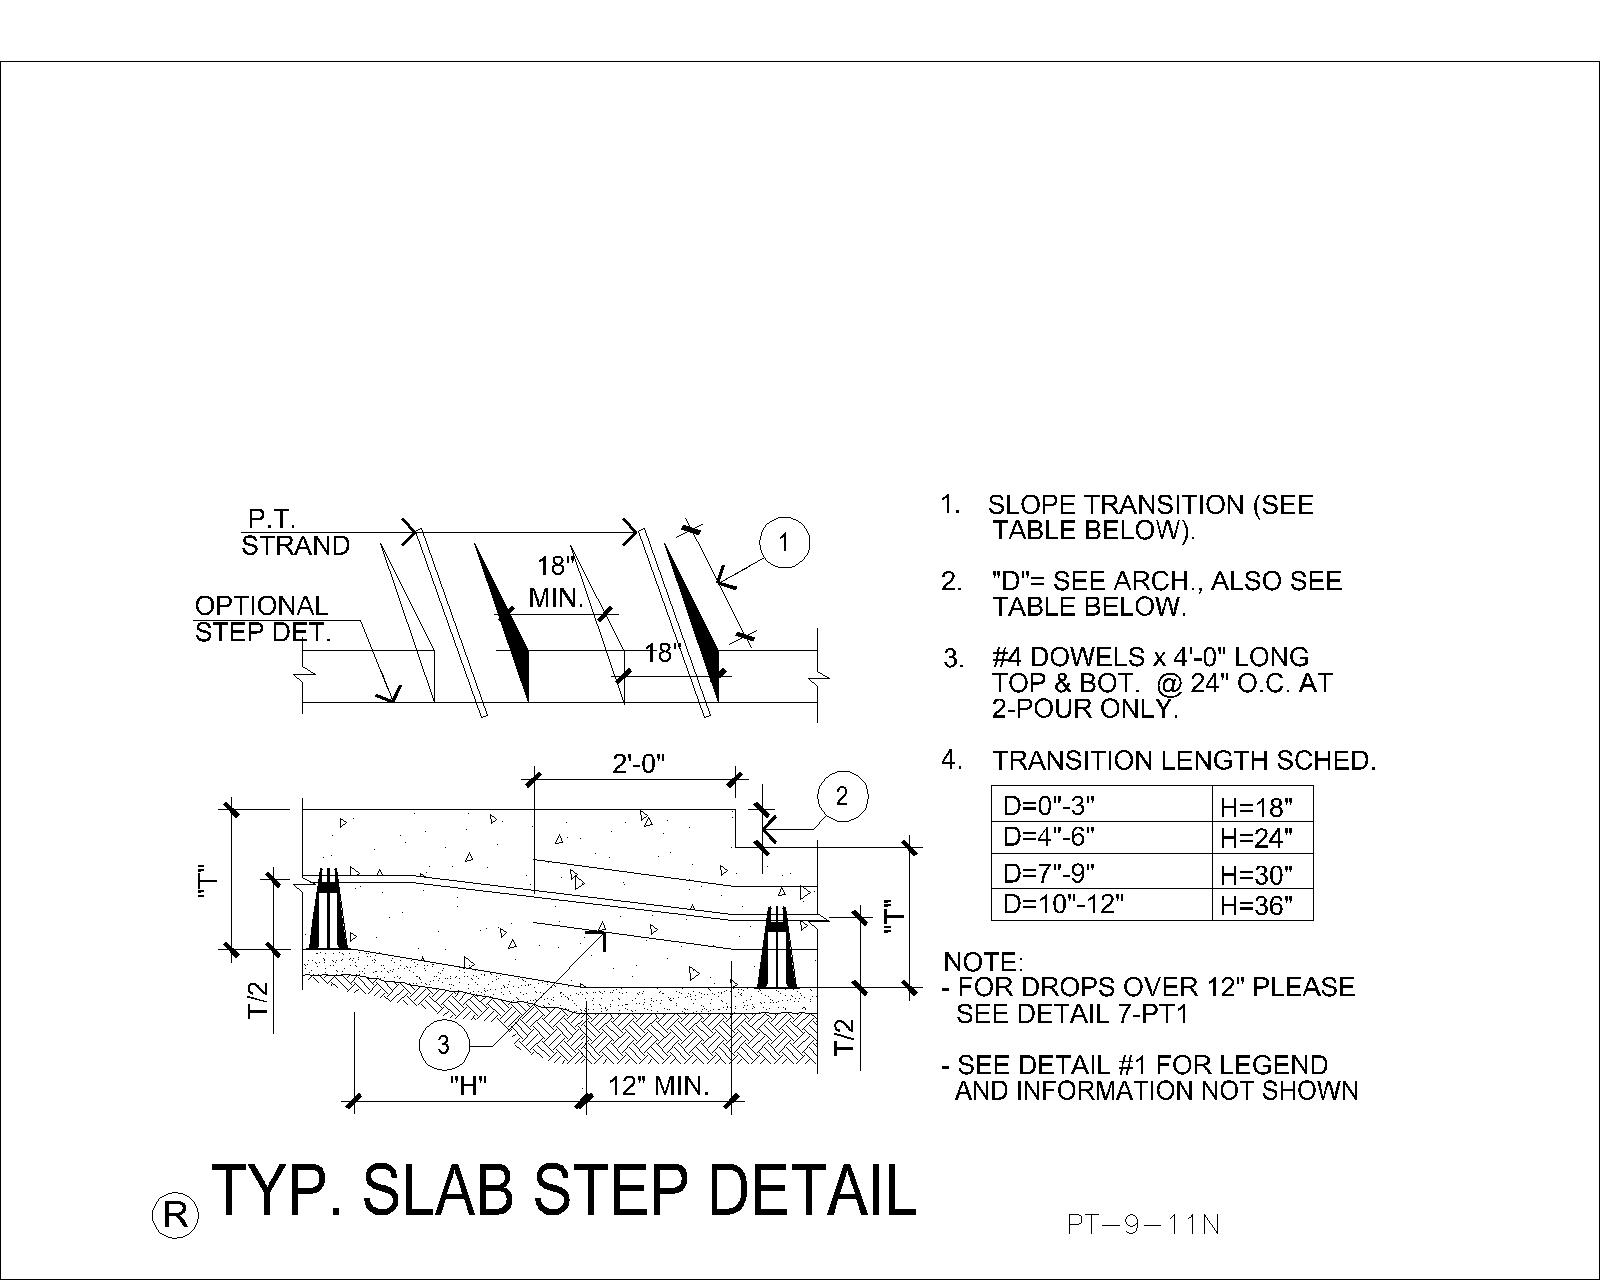 P.T.
STRAND
OPTIONAL
STEP DET.
18"
MIN.
18"
1
2'-0"
2
"T"
T/2
"T"
T/2
3
"H"
12" MIN.
1. SLOPE TRANSITION (SEE
TABLE BELOW).
2. "D"= SEE ARCH., ALSO SEE
TABLE BELOW.
3. #4 DOWELS x 4'-0" LONG
TOP & BOT. @ 24" O.C. AT
2-POUR ONLY.
4. TRANSITION LENGTH SCHED.
D=0"-3" H=18"
D=4"-6" H=24"
D=7"-9" H=30"
D=10"-12" H=36"
NOTE:
- FOR DROPS OVER 12" PLEASE
SEE DETAIL 7-PT1
- SEE DETAIL #1 FOR LEGEND
AND INFORMATION NOT SHOWN
R TYP. SLAB STEP DETAIL
PT-9-11N